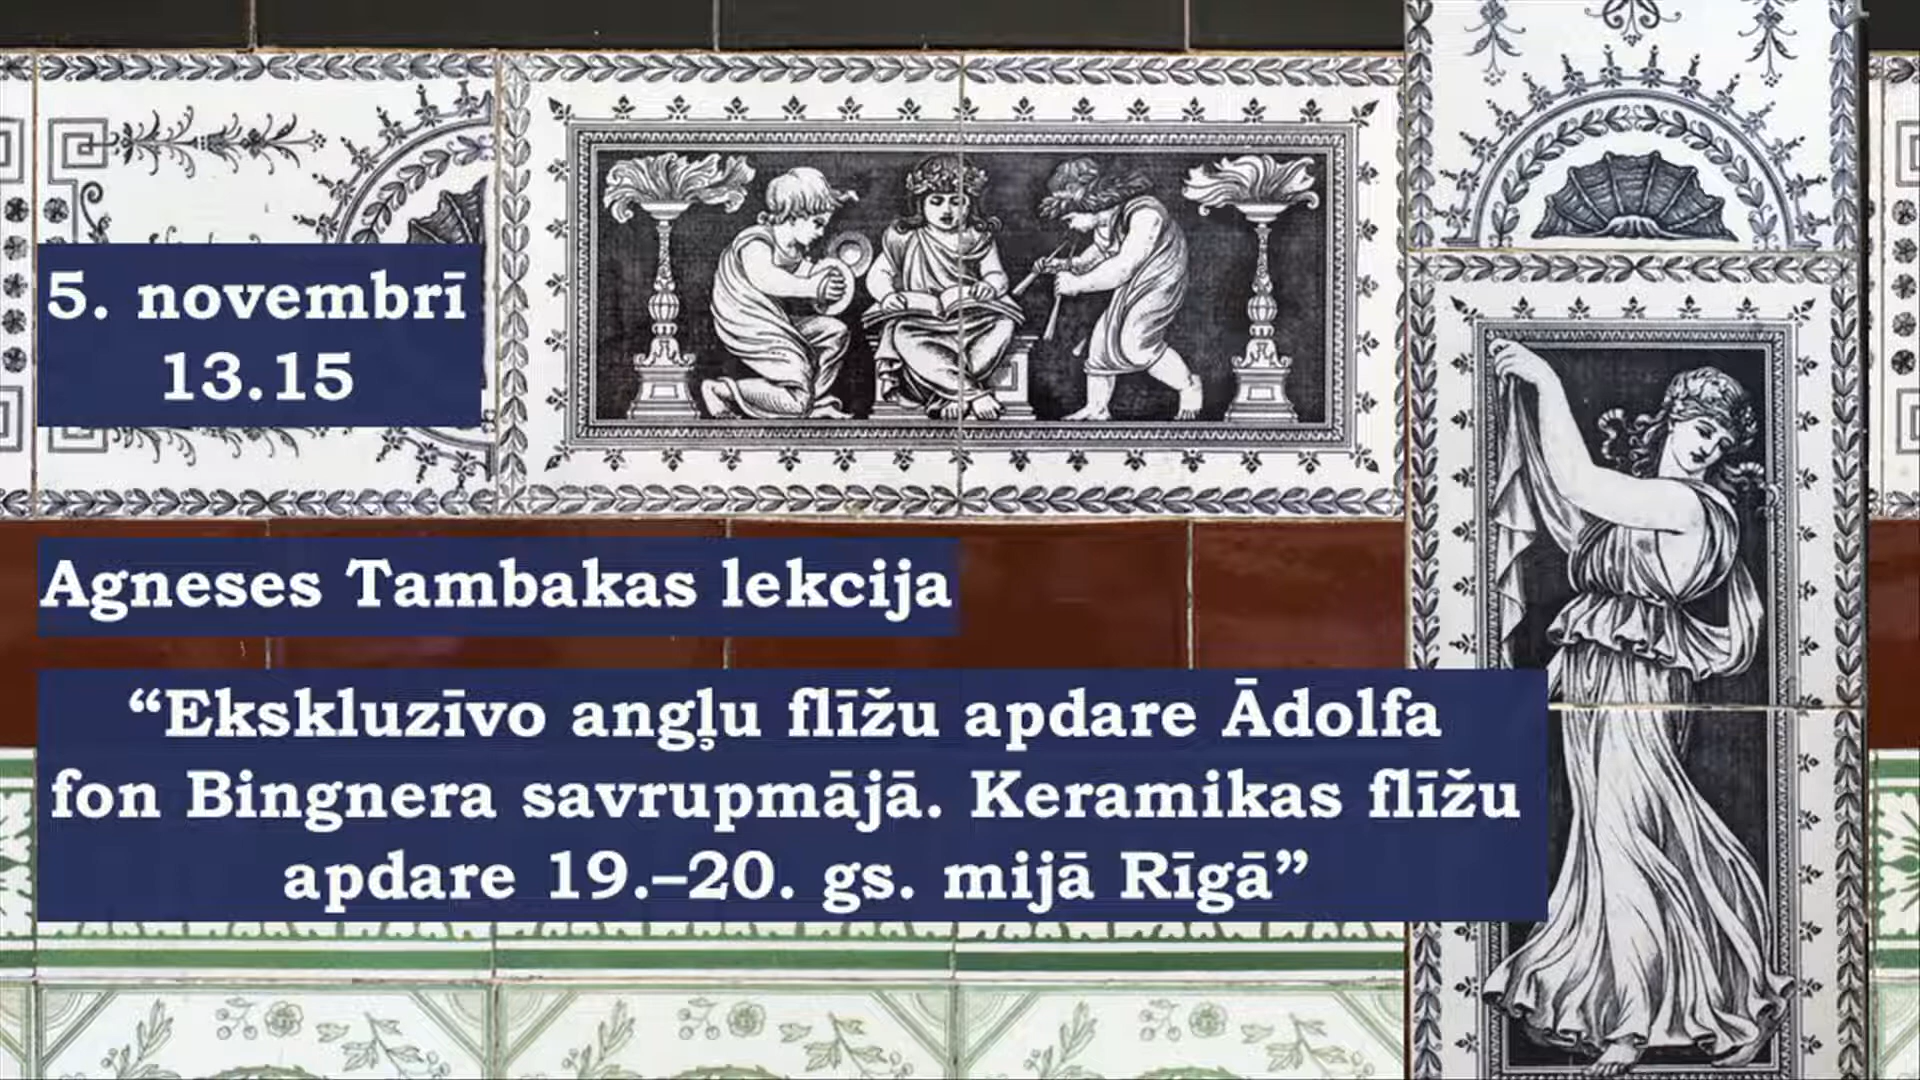 5. novembrī
13.15
Agneses Tambakas lekcija
“Ekskluzīvo angļu flīžu apdare Ādolfa
fon Bingnera savrupmājā. Keramikas flīžu
apdare 19.–20. gs. mijā Rīgā”